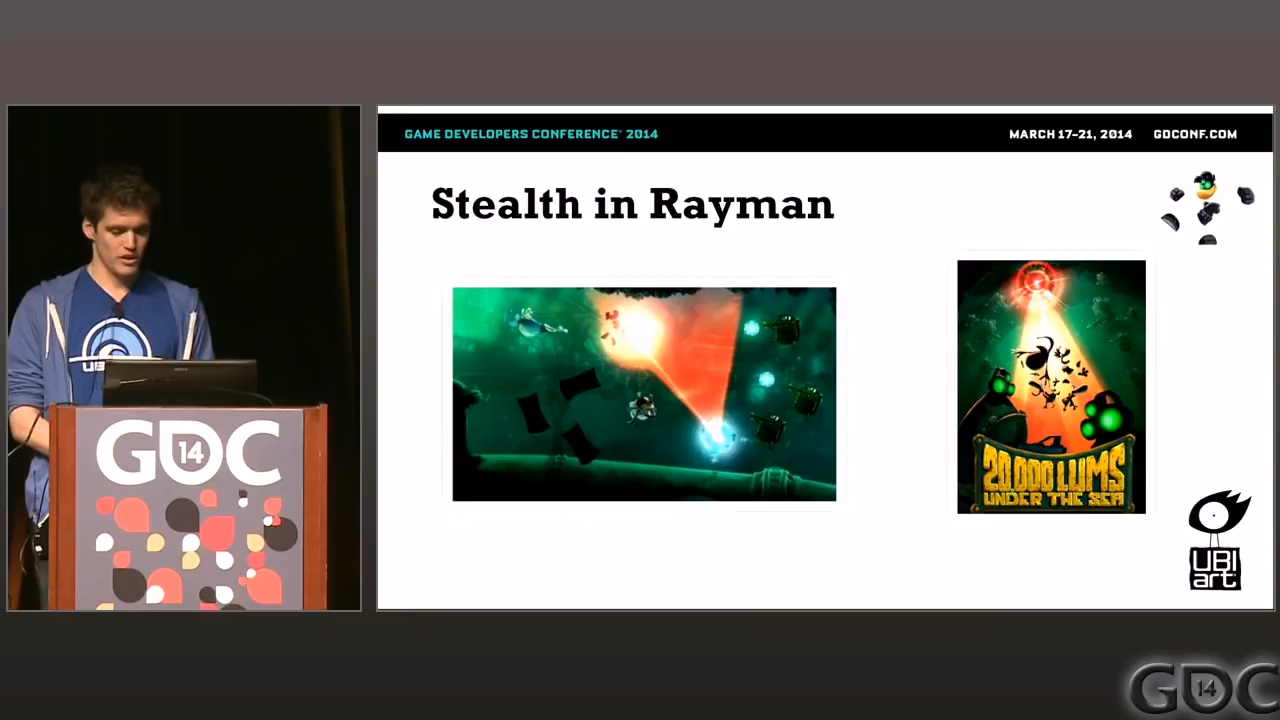 GAME DEVELOPERS CONFERENCE® 2014
MARCH 17-21, 2014 GDCONF.COM
Stealth in Rayman
20,000 LUMS
UNDER THE SEA
UBI
art
GDC
14
GDC
14